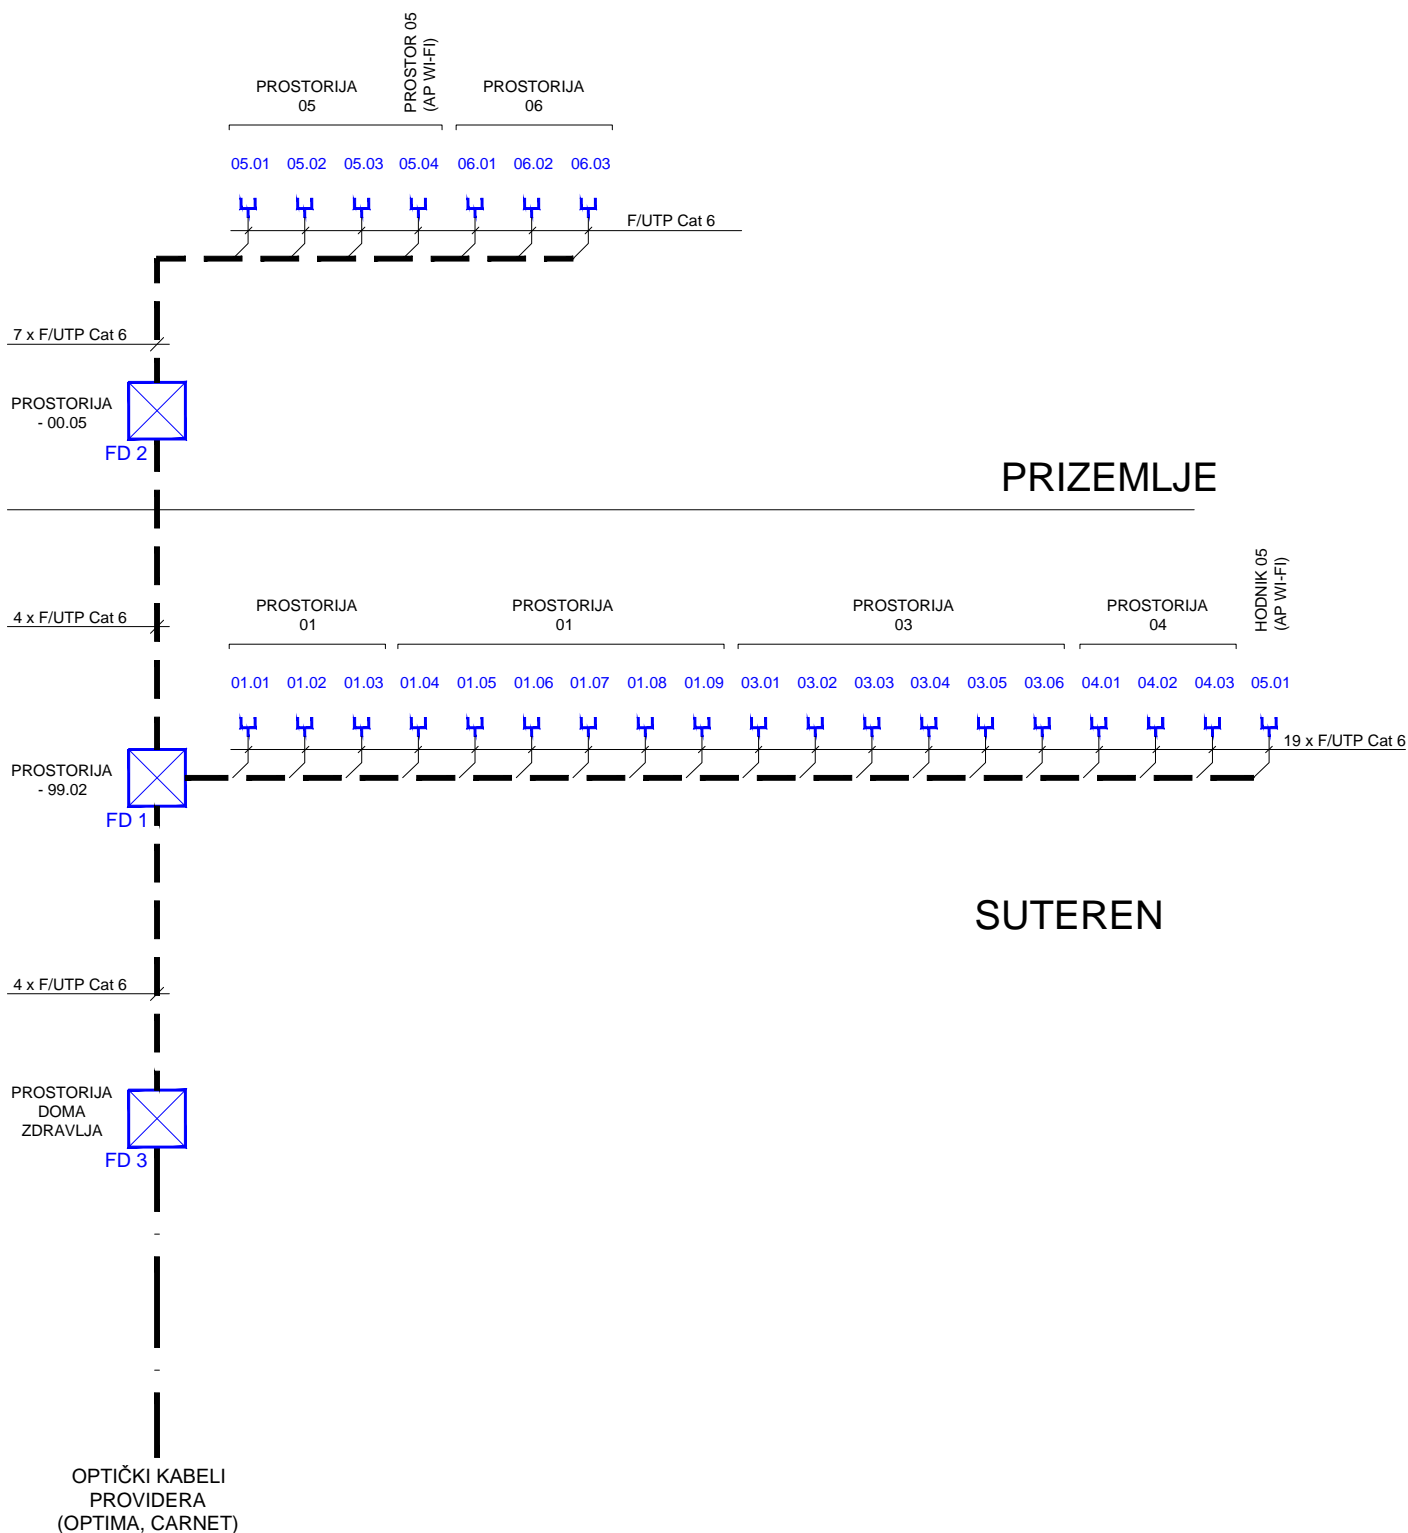 PROSTOR 05
(AP WI-FI)
PROSTORIJA
05
PROSTORIJA
06
05.01 05.02 05.03 05.04 06.01 06.02 06.03
F/UTP Cat 6
7 x F/UTP Cat 6
PROSTORIJA
- 00.05
FD 2
PRIZEMLJE
HODNIK 05
(AP WI-FI)
4 x F/UTP Cat 6
PROSTORIJA
01
PROSTORIJA
01
PROSTORIJA
03
PROSTORIJA
04
01.01 01.02 01.03 01.04 01.05 01.06 01.07 01.08 01.09 03.01 03.02 03.03 03.04 03.05 03.06 04.01 04.02 04.03 05.01
19 x F/UTP Cat 6
PROSTORIJA
- 99.02
FD 1
SUTEREN
4 x F/UTP Cat 6
PROSTORIJA
DOMA
ZDRAVLJA
FD 3
OPTIČKI KABELI
PROVIDERA
(OPTIMA, CARNET)